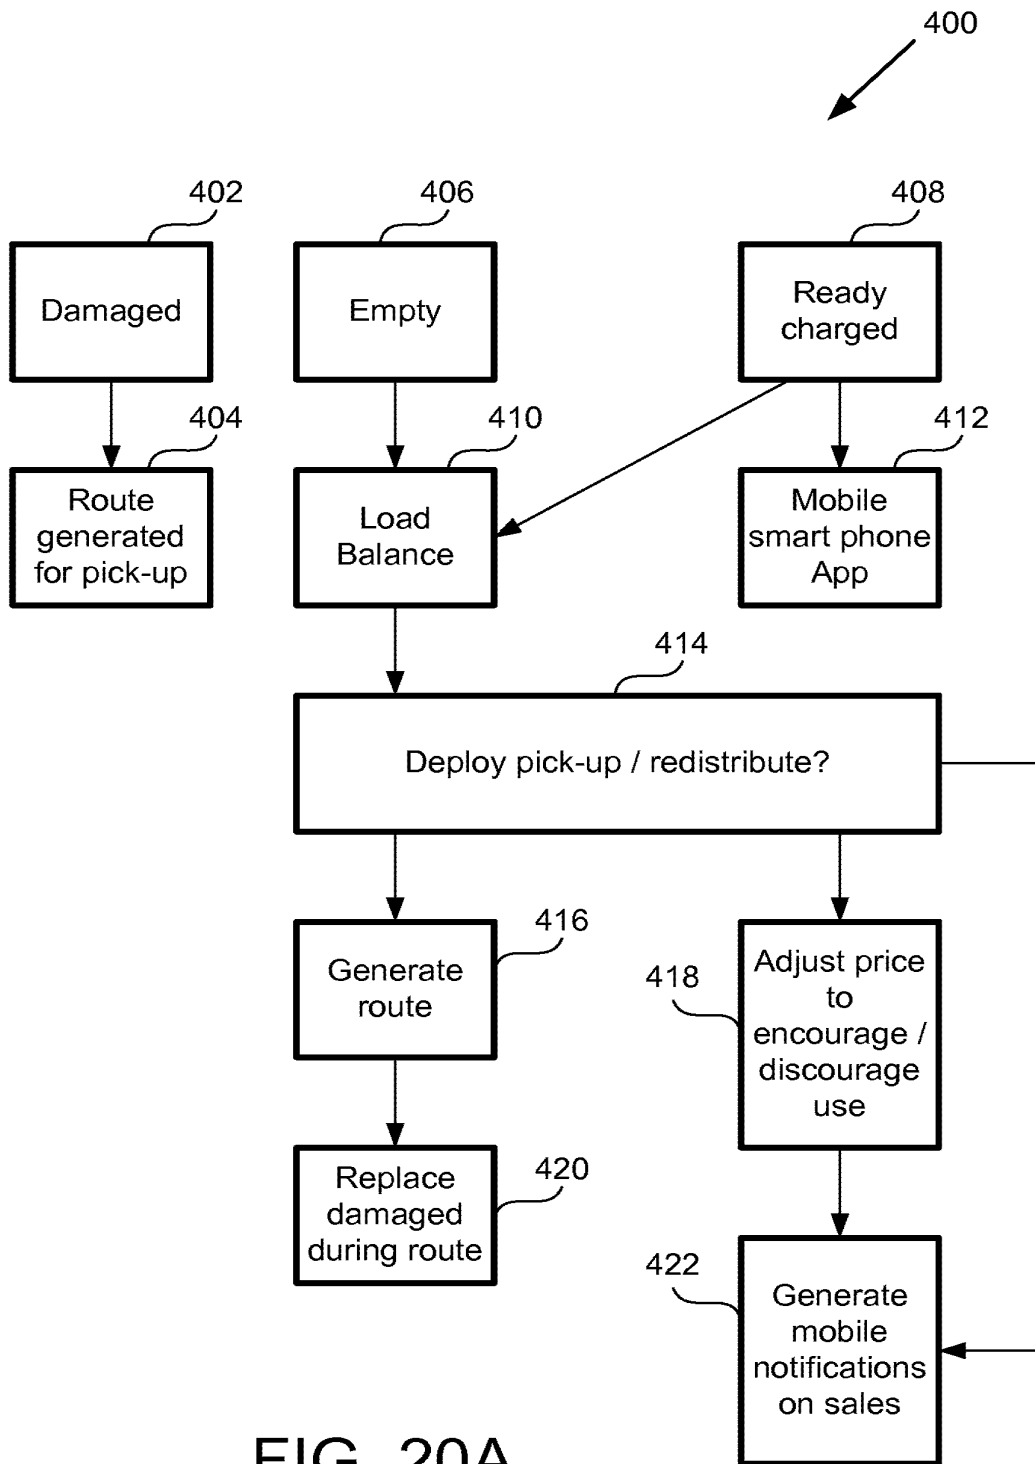 400
402
406
408
Damaged
Empty
Ready
charged
404
410
412
Route
generated
for pick-up
Load
Balance
Mobile
smart phone
App
414
Deploy pick-up / redistribute?
416
Generate
route
418
Adjust price
to
encourage /
discourage
use
420
Replace
damaged
during route
422
Generate
mobile
notifications
on sales
FIG. 20A